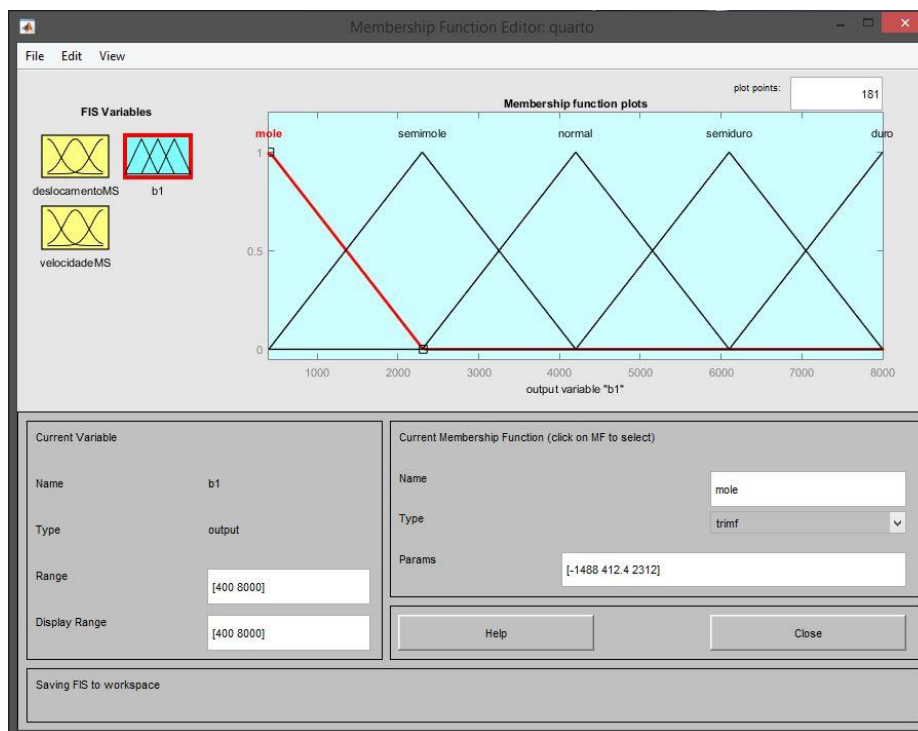 Membership Function Editor: quarto
File Edit View
FIS Variables
deslocamentoMS
b1
velocidadeMS
plot points:
181
Membership function plots
mole semimole normal semiduro duro
1
0.5
0
1000 2000 3000 4000 5000 6000 7000 8000
output variable "b1"
Current Variable
Name b1
Type output
Range [400 8000]
Display Range [400 8000]
Current Membership Function (click on MF to select)
Name mole
Type trimf
Params [-1488 412.4 2312]
Help Close
Saving FIS to workspace